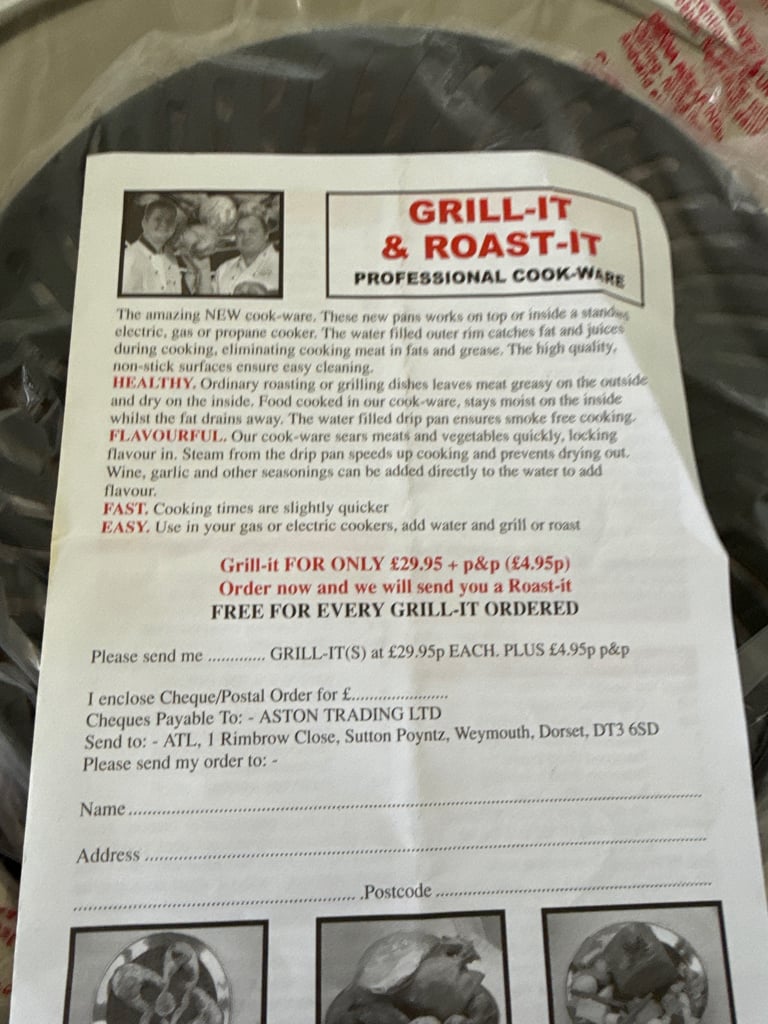 GRILL-IT
& ROAST-IT
PROFESSIONAL COOK-WARE
The amazing NEW cook-ware. These new pans works on top or inside a
electric, gas or propane cooker. The water filled outer rim catches fat and juices
during cooking, eliminating cooking meat in fats and grease. The high quality,
non-stick surfaces ensure easy cleaning.
HEALTHY. Ordinary roasting or grilling dishes leaves meat greasy on the outside
and dry on the inside. Food cooked in our cook-ware, stays moist on the inside
whilst the fat drains away. The water filled drip pan ensures smoke free cooking.
FLAVOURFUL. Our cook-ware sears meats and vegetables quickly, locking
flavour in. Steam from the drip pan speeds up cooking and prevents drying out.
Wine, garlic and other seasonings can be added directly to the water to add
flavour.
FAST. Cooking times are slightly quicker
EASY. Use in your gas or electric cookers, add water and grill or roast
Grill-it FOR ONLY £29.95 + p&p (£4.95p)
Order now and we will send you a Roast-it
FREE FOR EVERY GRILL-IT ORDERED
Please send me ............. GRILL-IT(S) at £29.95p EACH. PLUS £4.95p p&p
I enclose Cheque/Postal Order for £......................
Cheques Payable To: - ASTON TRADING LTD
Send to: - ATL, 1 Rimbrow Close, Sutton Poyntz, Weymouth, Dorset, DT3 6SD
Please send my order to: -
Name ..........................................................................
Address ..........................................................................
.......................................................Postcode ....................................